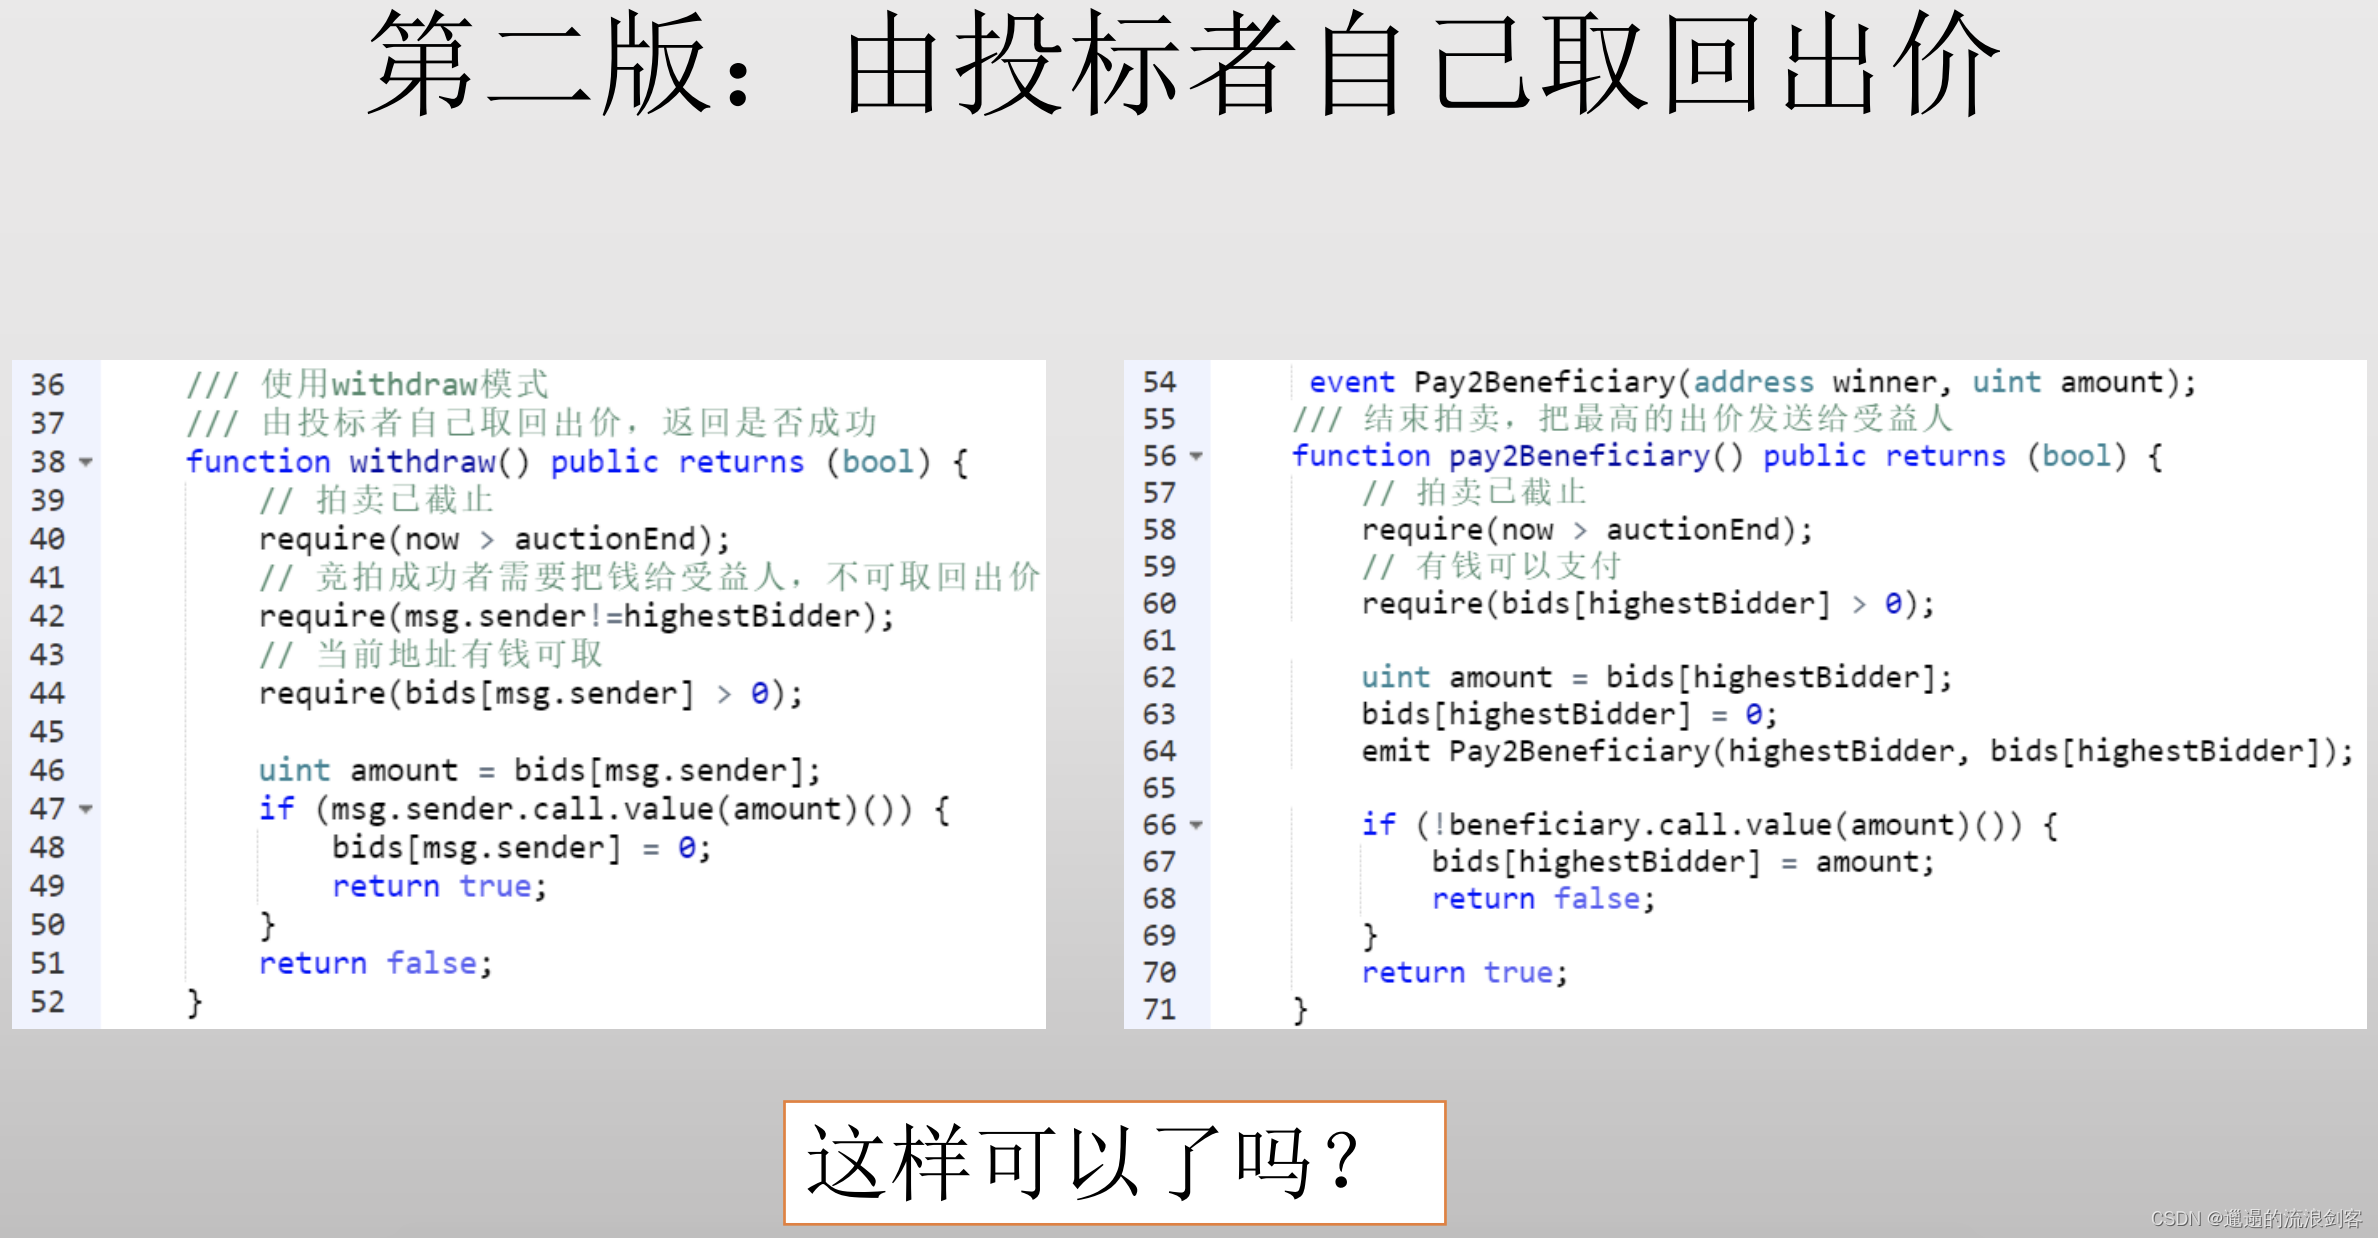 第二版：由投标者自己取回出价
36 /// 使用withdraw模式
37 /// 由投标者自己取回出价，返回是否成功
38 function withdraw() public returns (bool) {
39 // 拍卖已截止
40 require(now > auctionEnd);
41 // 竞拍成功者需要把钱给受益人，不可取回出价
42 require(msg.sender!=highestBidder);
43 // 当前地址有钱可取
44 require(bids[msg.sender] > 0);
45
46 uint amount = bids[msg.sender];
47 if (msg.sender.call.value(amount)()) {
48 bids[msg.sender] = 0;
49 return true;
50 }
51 return false;
52 }
54 event Pay2Beneficiary(address winner, uint amount);
55 /// 结束拍卖，把最高的出价发送给受益人
56 function pay2Beneficiary() public returns (bool) {
57 // 拍卖已截止
58 require(now > auctionEnd);
59 // 有钱可以支付
60 require(bids[highestBidder] > 0);
61
62 uint amount = bids[highestBidder];
63 bids[highestBidder] = 0;
64 emit Pay2Beneficiary(highestBidder, bids[highestBidder]);
65
66 if (!beneficiary.call.value(amount)()) {
67 bids[highestBidder] = amount;
68 return false;
69 }
70 return true;
71 }
这样可以了吗？
CSDN @邋遢的流浪剑客